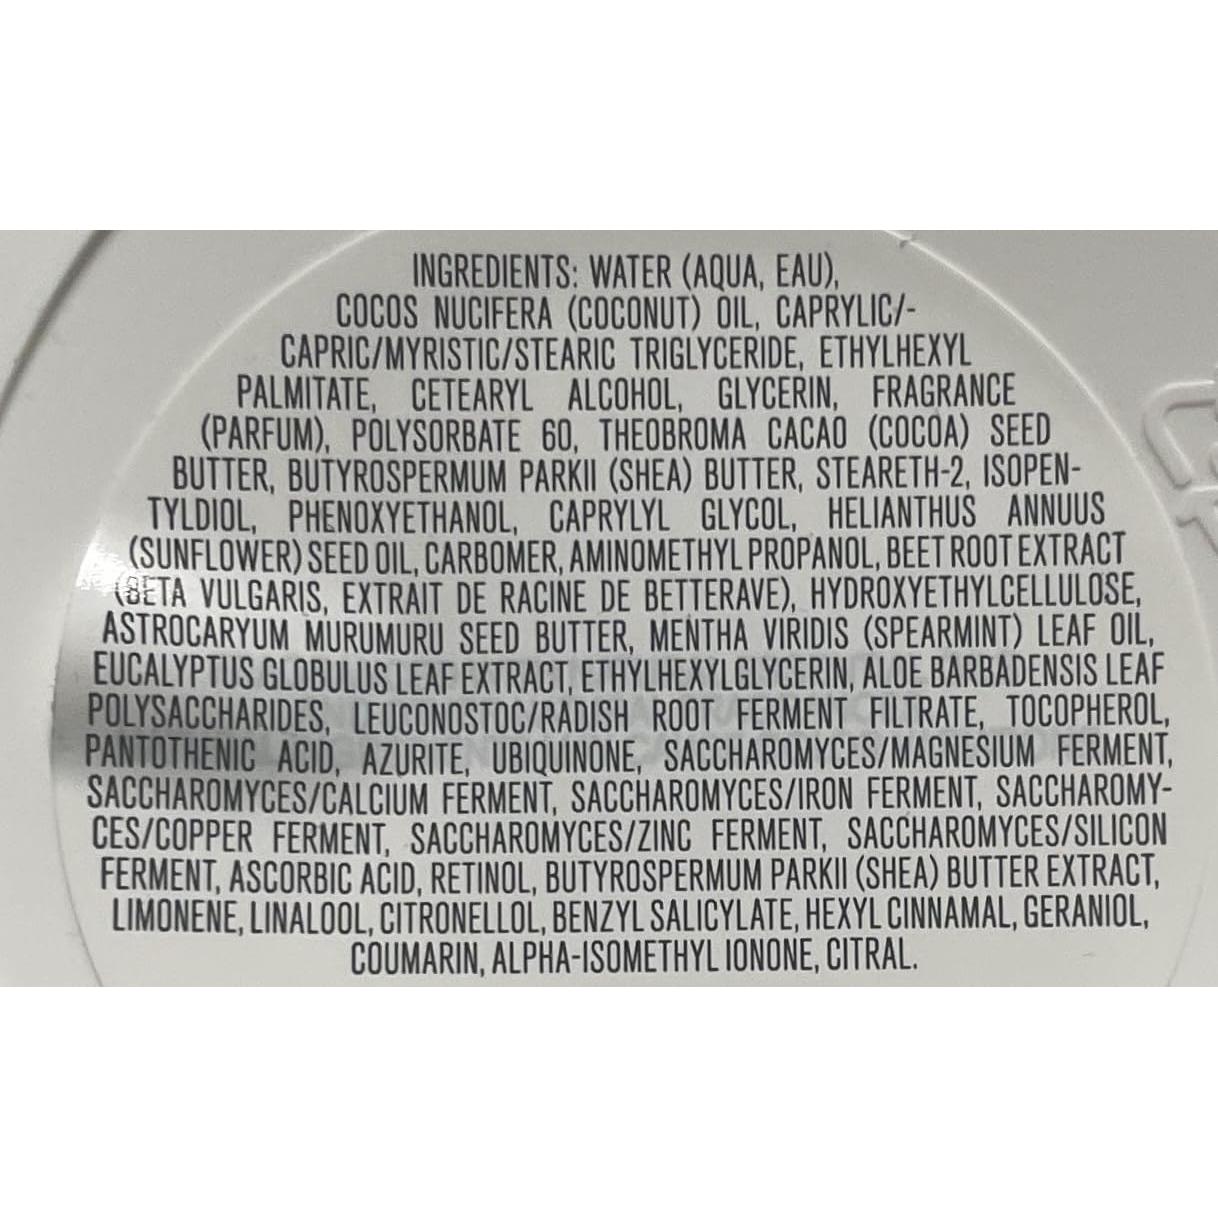 INGREDIENTS: WATER (AQUA, EAU),
COCOS NUCIFERA (COCONUT) OIL, CAPRYLIC/-
CAPRIC/MYRISTIC/STEARIC TRIGLYCERIDE, ETHYLHEXYL
PALMITATE, CETEARYL ALCOHOL, GLYCERIN, FRAGRANCE
(PARFUM), POLYSORBATE 60, THEOBROMA CACAO (COCOA) SEED
BUTTER, BUTYROSPERMUM PARKII (SHEA) BUTTER, STEARETH-2, ISOPEN-
TYLDIOL, PHENOXYETHANOL, CAPRYLYL GLYCOL, HELIANTHUS ANNUUS
(SUNFLOWER) SEED OIL, CARBOMER, AMINOMETHYL PROPANOL, BEET ROOT EXTRACT
(BETA VULGARIS, EXTRAIT DE RACINE DE BETTERAVE), HYDROXYETHYLCELLULOSE,
ASTROCARYUM MURUMURU SEED BUTTER, MENTHA VIRIDIS (SPEARMINT) LEAF OIL,
EUCALYPTUS GLOBULUS LEAF EXTRACT, ETHYLHEXYLGLYCERIN, ALOE BARBADENSIS LEAF
POLYSACCHARIDES, LEUCONOSTOC/RADISH ROOT FERMENT FILTRATE, TOCOPHEROL,
PANTOTHENIC ACID, AZURITE, UBIQUINONE, SACCHAROMYCES/MAGNESIUM FERMENT,
SACCHAROMYCES/CALCIUM FERMENT, SACCHAROMYCES/IRON FERMENT, SACCHAROMY-
CES/COPPER FERMENT, SACCHAROMYCES/ZINC FERMENT, SACCHAROMYCES/SILICON
FERMENT, ASCORBIC ACID, RETINOL, BUTYROSPERMUM PARKII (SHEA) BUTTER EXTRACT,
LIMONENE, LINALOOL, CITRONELLOL, BENZYL SALICYLATE, HEXYL CINNAMAL, GERANIOL,
COUMARIN, ALPHA-ISOMETHYL IONONE, CITRAL.